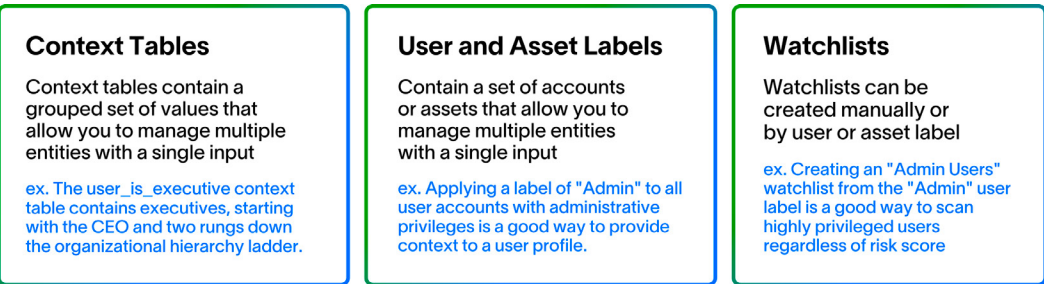 Context Tables
Context tables contain a
grouped set of values that
allow you to manage multiple
entities with a single input
ex. The user_is_executive context
table contains executives, starting
with the CEO and two rungs down
the organizational hierarchy ladder.
User and Asset Labels
Contain a set of accounts
or assets that allow you to
manage multiple entities
with a single input
ex. Applying a label of "Admin" to all
user accounts with administrative
privileges is a good way to provide
context to a user profile.
Watchlists
Watchlists can be
created manually or
by user or asset label
ex. Creating an "Admin Users"
watchlist from the "Admin" user
label is a good way to scan
highly privileged users
regardless of risk score